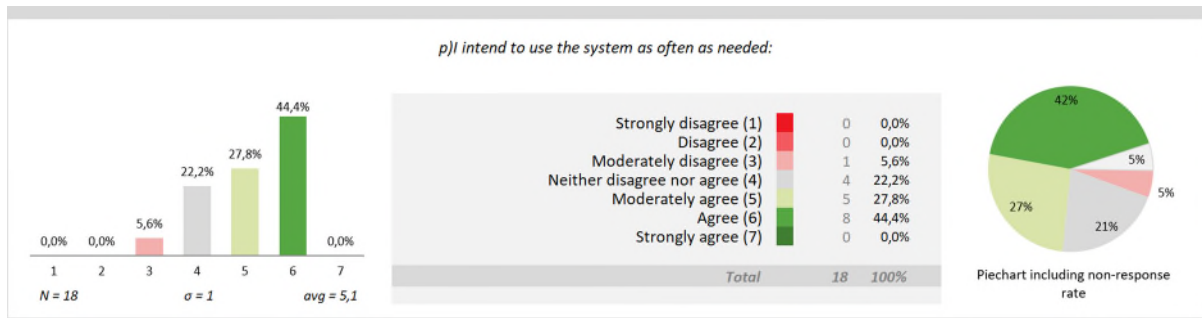 p)I intend to use the system as often as needed:
44,4%
27,8%
22,2%
5,6%
0,0% 0,0% 0,0%
1 2 3 4 5 6 7
N = 18 σ = 1 avg = 5,1
Strongly disagree (1) 0 0,0%
Disagree (2) 0 0,0%
Moderately disagree (3) 1 5,6%
Neither disagree nor agree (4) 4 22,2%
Moderately agree (5) 5 27,8%
Agree (6) 8 44,4%
Strongly agree (7) 0 0,0%
Total 18 100%
42%
5%
5%
27%
21%
Piechart including non-response
rate